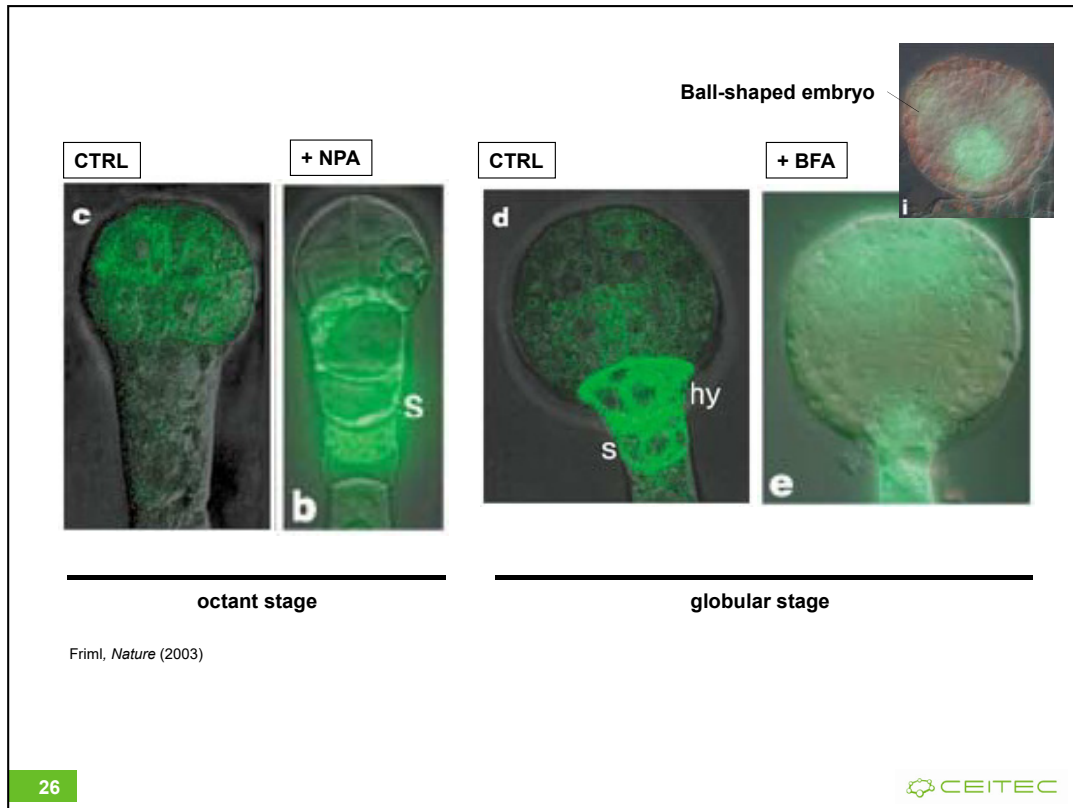 Ball-shaped embryo
i
CTRL
+ NPA
CTRL
+ BFA
c
S
b
d
hy
s
e
octant stage
globular stage
Friml, Nature (2003)
26
CEITEC